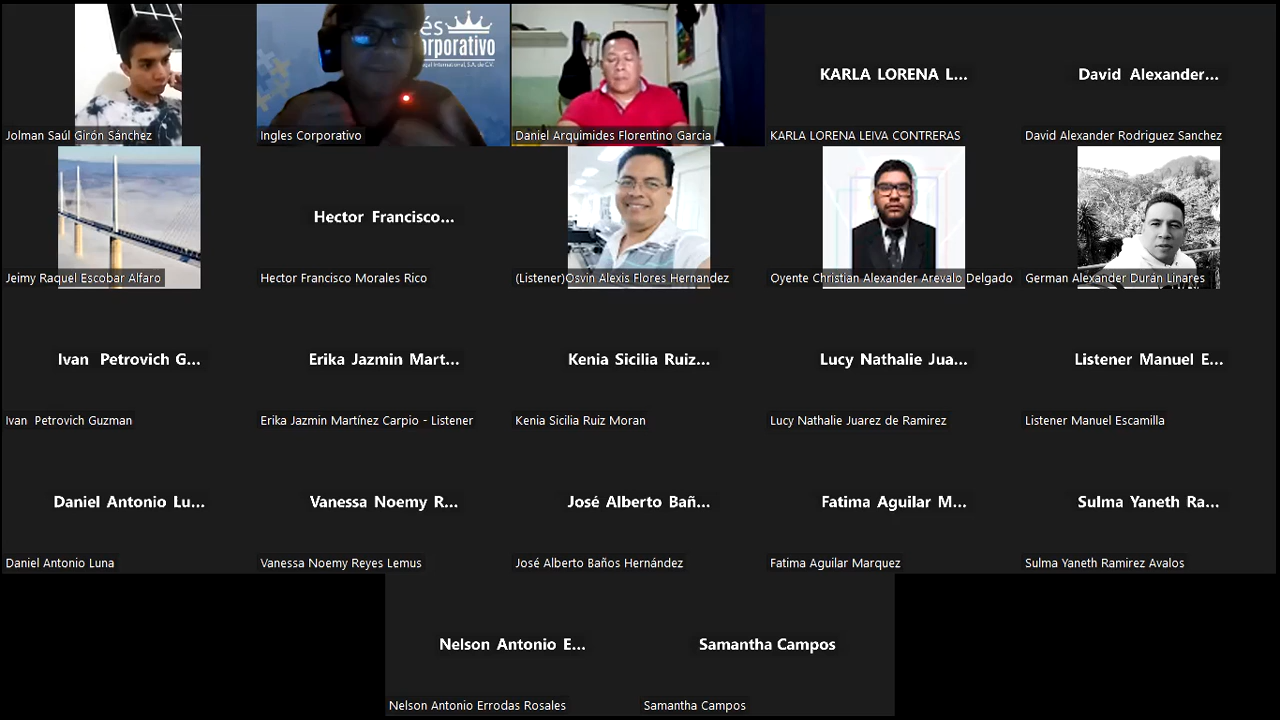 és
orporativo
egal International, S.A. de C.V.
Jolman Saúl Girón Sánchez
Ingles Corporativo
Daniel Arquimides Florentino Garcia
KARLA LORENA L...
KARLA LORENA LEIVA CONTRERAS
David Alexander...
David Alexander Rodriguez Sanchez
Jeimy Raquel Escobar Alfaro
Hector Francisco...
Hector Francisco Morales Rico
(Listener)Osvin Alexis Flores Hernandez
Oyente Christian Alexander Arevalo Delgado
German Alexander Durán Linares
Ivan Petrovich G...
Ivan Petrovich Guzman
Erika Jazmin Mart...
Erika Jazmin Martínez Carpio - Listener
Kenia Sicilia Ruiz...
Kenia Sicilia Ruiz Moran
Lucy Nathalie Jua...
Lucy Nathalie Juarez de Ramirez
Listener Manuel E...
Listener Manuel Escamilla
Daniel Antonio Lu...
Daniel Antonio Luna
Vanessa Noemy R...
Vanessa Noemy Reyes Lemus
José Alberto Bañ...
José Alberto Baños Hernández
Fatima Aguilar M...
Fatima Aguilar Marquez
Sulma Yaneth Ra...
Sulma Yaneth Ramirez Avalos
Nelson Antonio E...
Nelson Antonio Errodas Rosales
Samantha Campos
Samantha Campos